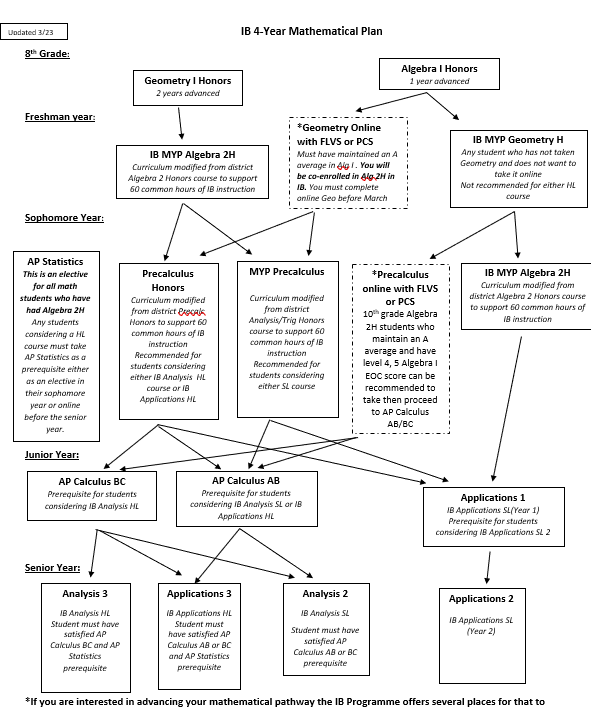 Updated 3/23
IB 4-Year Mathematical Plan
8th Grade:
Geometry I Honors
2 years advanced
Algebra I Honors
1 year advanced
Freshman year:
IB MYP Algebra 2H
Curriculum modified from district
Algebra 2 Honors course to support
60 common hours of IB instruction
*Geometry Online
with FLVS or PCS
Must have maintained an A
average in Alg I . You will
be co-enrolled in Alg 2H in
IB. You must complete
online Geo before March
IB MYP Geometry H
Any student who has not taken
Geometry and does not want to
take it online
Not recommended for either HL
course
Sophomore Year:
AP Statistics
This is an elective
for all math
students who have
had Algebra 2H
Any students
considering a HL
course must take
AP Statistics as a
prerequisite either
as an elective in
their sophomore
year or online
before the senior
year.
Precalculus
Honors
Curriculum modified
from district Precalc
Honors to support 60
common hours of IB
instruction
Recommended for
students considering
either IB Analysis HL
course or IB
Applications HL
MYP Precalculus
Curriculum modified
from district
Analysis/Trig Honors
course to support 60
common hours of IB
instruction
Recommended for
students considering
either SL course
*Precalculus
online with FLVS
or PCS
10th grade Algebra
2H students who
maintain an A
average and have
level 4, 5 Algebra I
EOC score can be
recommended to
take then proceed
to AP Calculus
AB/BC
IB MYP Algebra 2H
Curriculum modified from
district Algebra 2 Honors course
to support 60 common hours of
IB instruction
Junior Year:
AP Calculus BC
Prerequisite for students
considering IB Analysis HL
AP Calculus AB
Prerequisite for students
considering IB Analysis SL or IB
Applications HL
Applications 1
IB Applications SL(Year 1)
Prerequisite for students
considering IB Applications SL 2
Senior Year:
Analysis 3
IB Analysis HL
Student must have
satisfied AP
Calculus BC and AP
Statistics
prerequisite
Applications 3
IB Applications HL
Student must
have satisfied AP
Calculus AB or BC
and AP Statistics
prerequisite
Analysis 2
IB Analysis SL
Student must have
satisfied AP
Calculus AB or BC
prerequisite
Applications 2
IB Applications SL
(Year 2)
*If you are interested in advancing your mathematical pathway the IB Programme offers several places for that to